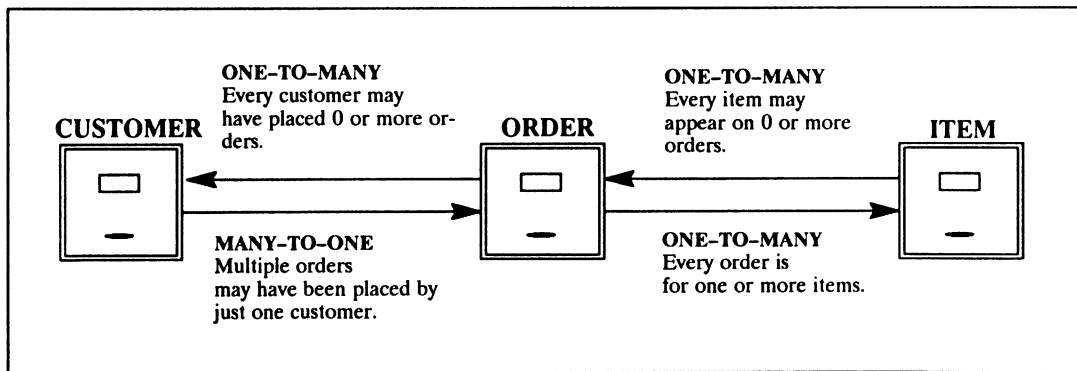 ONE-TO-MANY
Every customer may
have placed 0 or more or-
ders.
ONE-TO-MANY
Every item may
appear on 0 or more
orders.
CUSTOMER
ORDER
ITEM
MANY-TO-ONE
Multiple orders
may have been placed by
just one customer.
ONE-TO-MANY
Every order is
for one or more items.